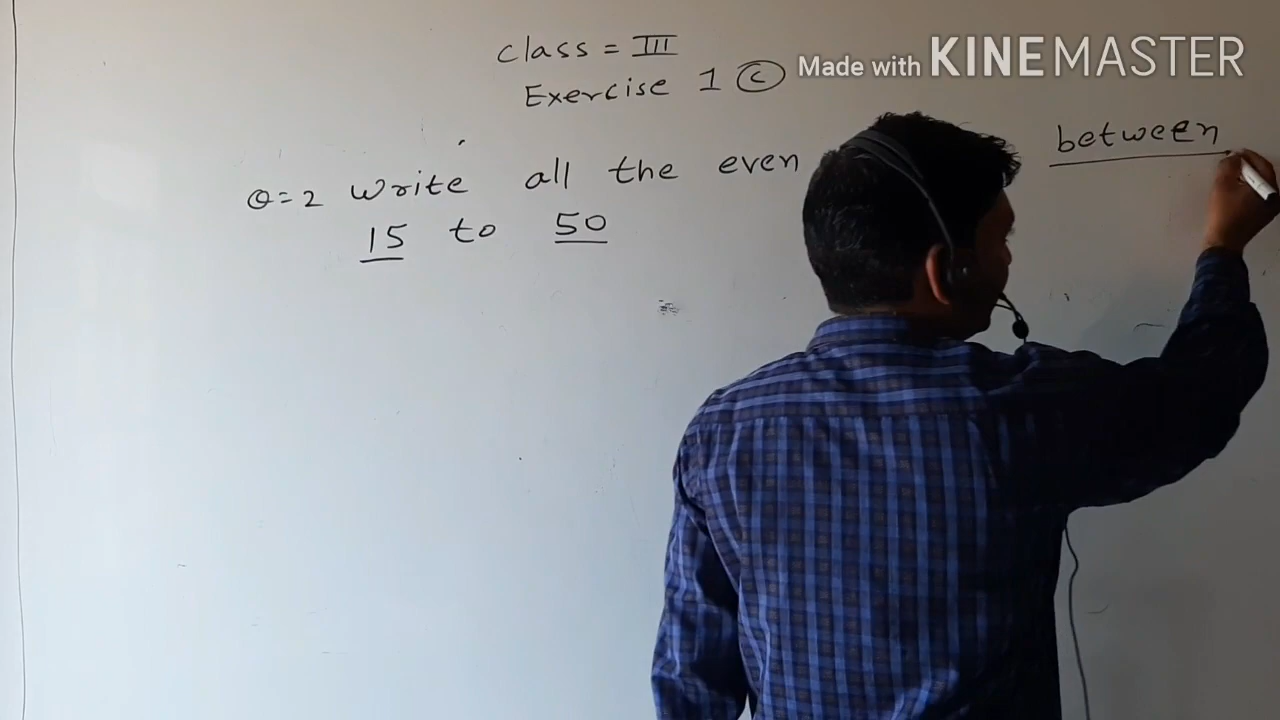 class = III
Exercise 1 (c)
Made with KINEMASTER
Q=2 Write all the even between
15 to 50